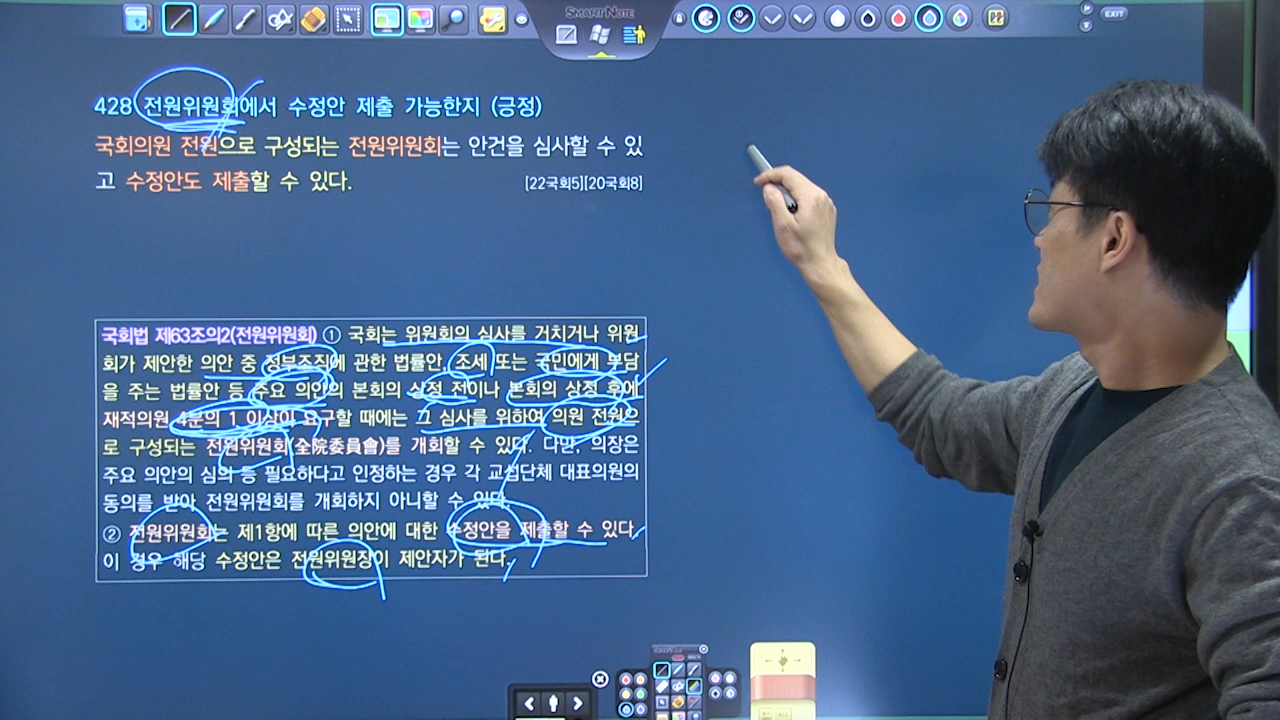 SMART NOTE
EXIT
428 전원위원회에서 수정안 제출 가능한지 (긍정)
국회의원 전원으로 구성되는 전원위원회는 안건을 심사할 수 있
고 수정안도 제출할 수 있다.
[22국회5][20국회8]
국회법 제63조의2(전원위원회) ① 국회는 위원회의 심사를 거치거나 위원
회가 제안한 의안 중 정부조직에 관한 법률안, 조세 또는 국민에게 부담
을 주는 법률안 등 주요 의안의 본회의 상정 전이나 본회의 상정 후에
재적의원 4분의 1 이상이 요구할 때에는 그 심사를 위하여 의원 전원으
로 구성되는 전원위원회(全院委員會)를 개회할 수 있다. 다만, 의장은
주요 의안의 심의 등 필요하다고 인정하는 경우 각 교섭단체 대표의원의
동의를 받아 전원위원회를 개회하지 아니할 수 있다.
② 전원위원회는 제1항에 따른 의안에 대한 수정안을 제출할 수 있다.
이 경우 해당 수정안은 전원위원장이 제안자가 된다.